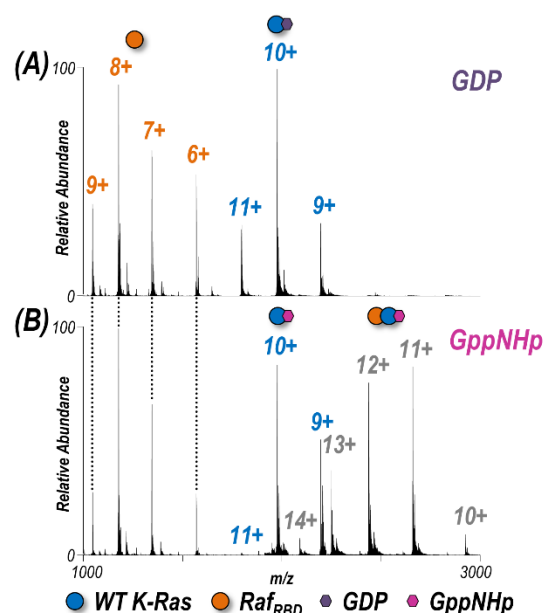 (A)
GDP
100
8+
10+
7+
6+
9+
11+
9+
Relative Abundance
0
(B)
GppNHp
100
10+
12+
11+
9+
13+
14+
11+
10+
Relative Abundance
0
1000
m/z
3000
WT K-Ras
Raf RBD
GDP
GppNHp